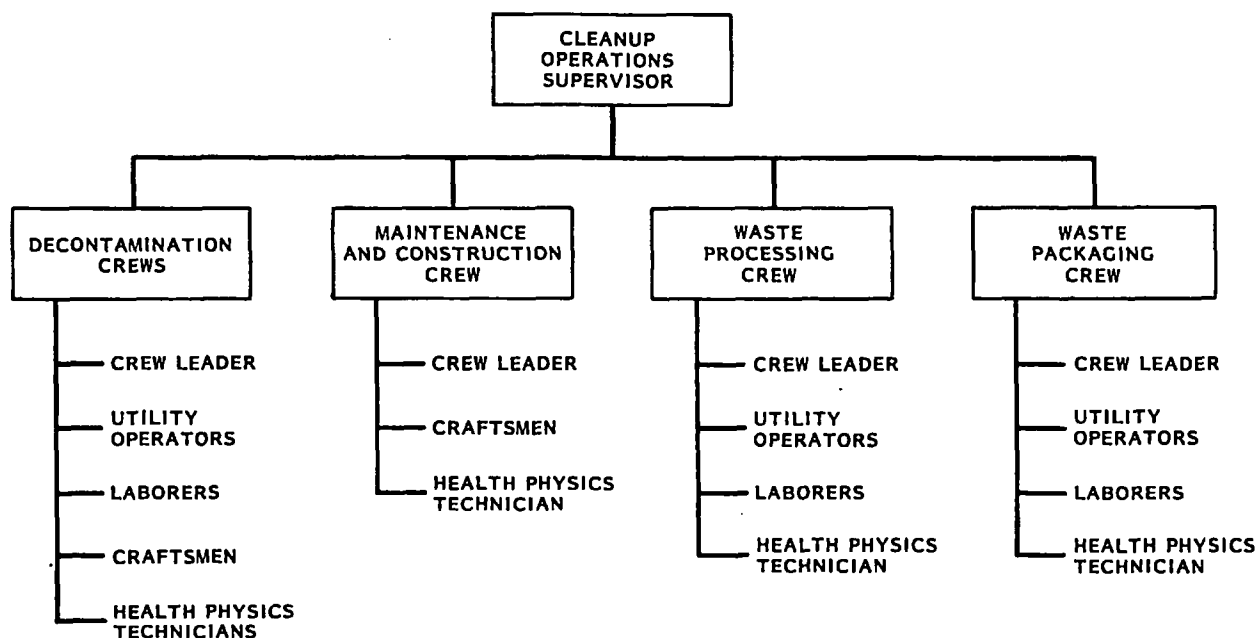 CLEANUP
OPERATIONS
SUPERVISOR
DECONTAMINATION
CREWS
CREW LEADER
UTILITY
OPERATORS
LABORERS
CRAFTSMEN
HEALTH PHYSICS
TECHNICIANS
MAINTENANCE
AND CONSTRUCTION
CREW
CREW LEADER
CRAFTSMEN
HEALTH PHYSICS
TECHNICIAN
WASTE
PROCESSING
CREW
CREW LEADER
UTILITY
OPERATORS
LABORERS
HEALTH PHYSICS
TECHNICIAN
WASTE
PACKAGING
CREW
CREW LEADER
UTILITY
OPERATORS
LABORERS
HEALTH PHYSICS
TECHNICIAN